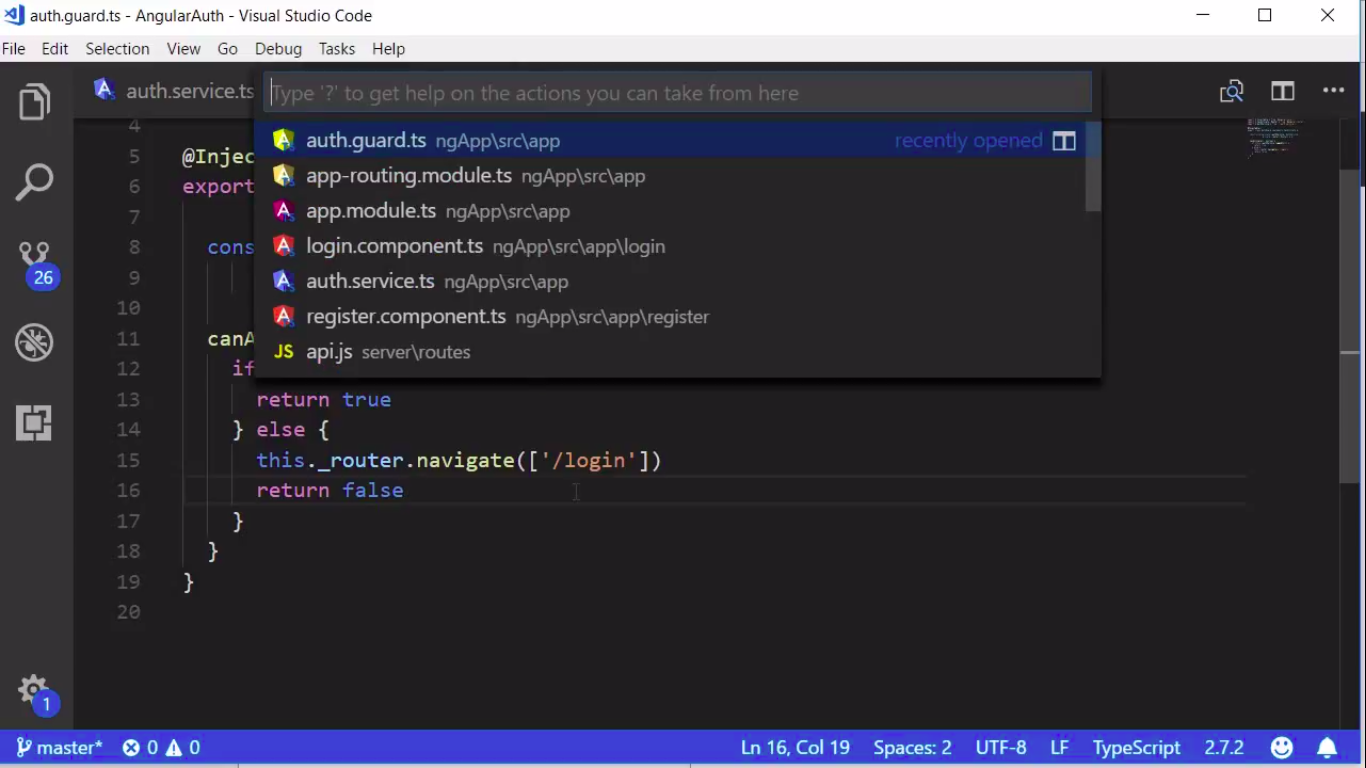 auth.guard.ts - AngularAuth - Visual Studio Code
File Edit Selection View Go Debug Tasks Help
auth.service.ts
Type '?' to get help on the actions you can take from here
auth.guard.ts ngApp\src\app recently opened
app-routing.module.ts ngApp\src\app
app.module.ts ngApp\src\app
login.component.ts ngApp\src\app\login
auth.service.ts ngApp\src\app
register.component.ts ngApp\src\app\register
JS api.js server\routes
4
5 @Injec
6 export
7
8 cons
9
10
11 canA
12 if
13 return true
14 } else {
15 this._router.navigate(['/login'])
16 return false
17 }
18 }
19 }
20
26
1
master* 0 0 Ln 16, Col 19 Spaces: 2 UTF-8 LF TypeScript 2.7.2